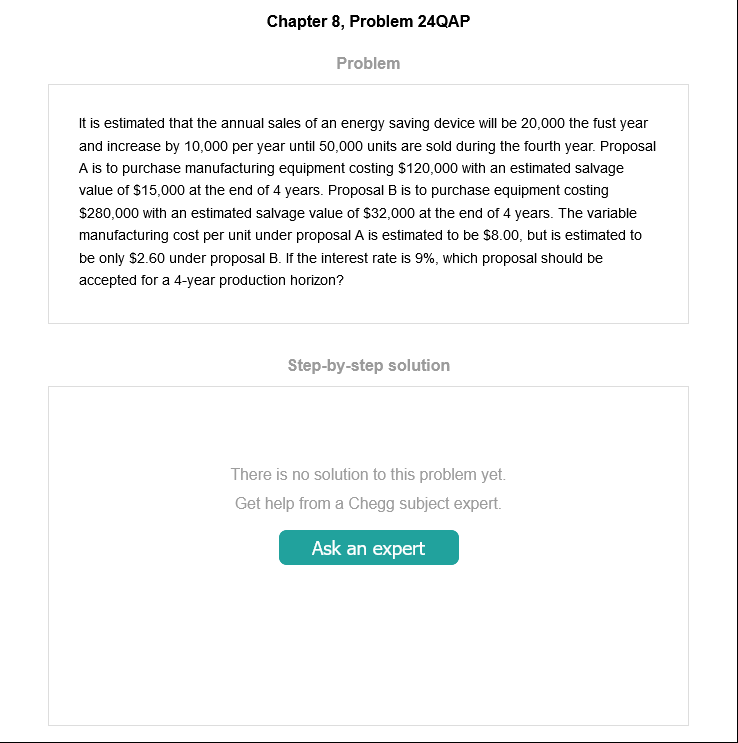 Chapter 8, Problem 24QAP
Problem
It is estimated that the annual sales of an energy saving device will be 20,000 the fust year
and increase by 10,000 per year until 50,000 units are sold during the fourth year. Proposal
A is to purchase manufacturing equipment costing $120,000 with an estimated salvage
value of $15,000 at the end of 4 years. Proposal B is to purchase equipment costing
$280,000 with an estimated salvage value of $32,000 at the end of 4 years. The variable
manufacturing cost per unit under proposal A is estimated to be $8.00, but is estimated to
be only $2.60 under proposal B. If the interest rate is 9%, which proposal should be
accepted for a 4-year production horizon?
Step-by-step solution
There is no solution to this problem yet.
Get help from a Chegg subject expert.
Ask an expert